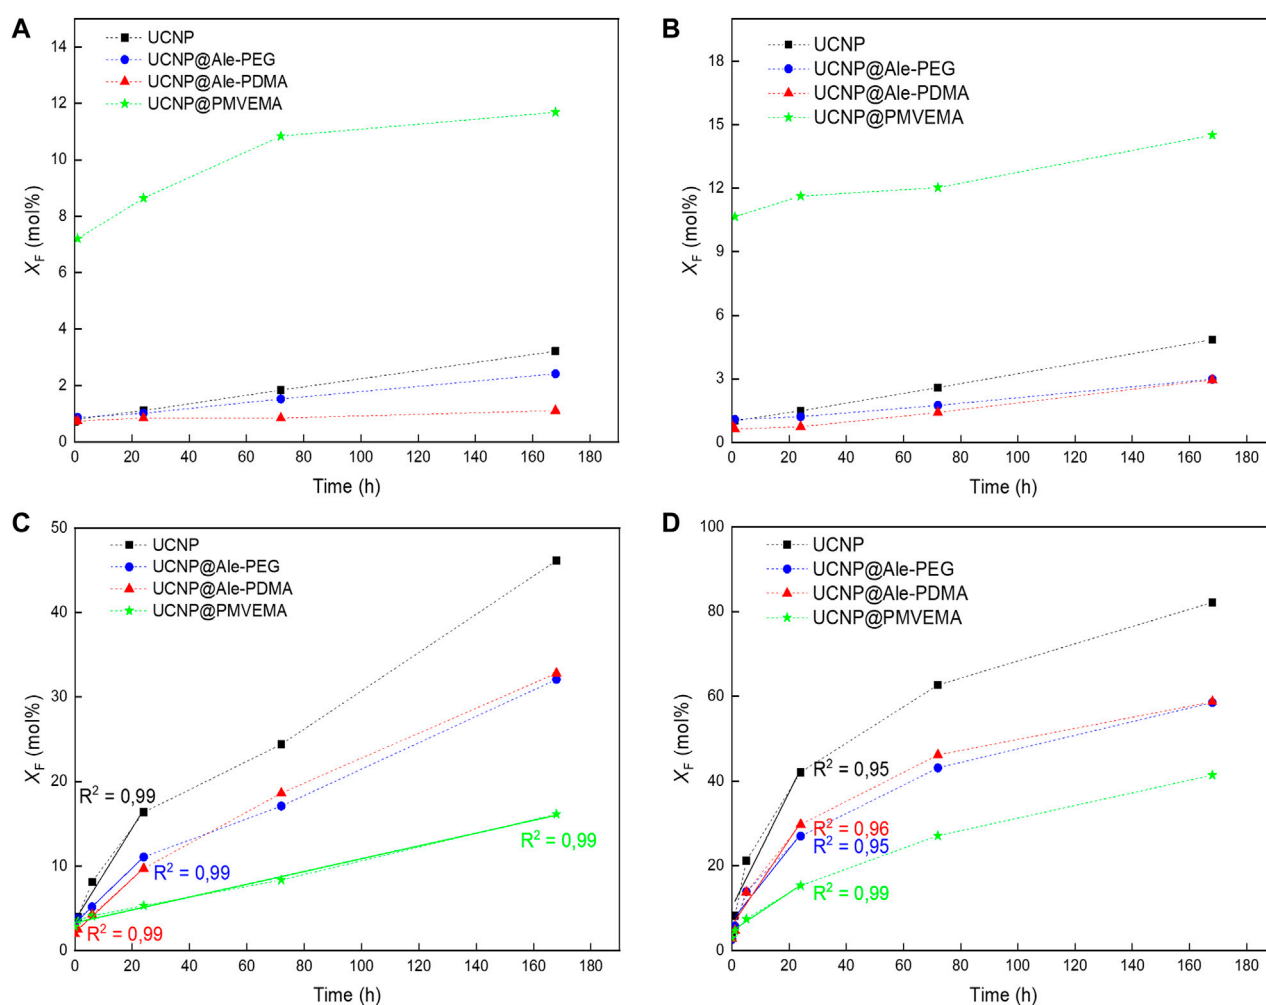 A
UCNP
UCNP@Ale-PEG
UCNP@Ale-PDMA
UCNP@PMVEMA
14
12
10
8
6
4
2
0
X_F (mol%)
0 20 40 60 80 100 120 140 160 180
Time (h)
B
UCNP
UCNP@Ale-PEG
UCNP@Ale-PDMA
UCNP@PMVEMA
18
15
12
9
6
3
0
X_F (mol%)
0 20 40 60 80 100 120 140 160 180
Time (h)
C
UCNP
UCNP@Ale-PEG
UCNP@Ale-PDMA
UCNP@PMVEMA
50
40
30
20
10
0
X_F (mol%)
R² = 0,99
R² = 0,99
R² = 0,99
R² = 0,99
0 20 40 60 80 100 120 140 160 180
Time (h)
D
UCNP
UCNP@Ale-PEG
UCNP@Ale-PDMA
UCNP@PMVEMA
100
80
60
40
20
0
X_F (mol%)
R² = 0,95
R² = 0,96
R² = 0,95
R² = 0,99
0 20 40 60 80 100 120 140 160 180
Time (h)